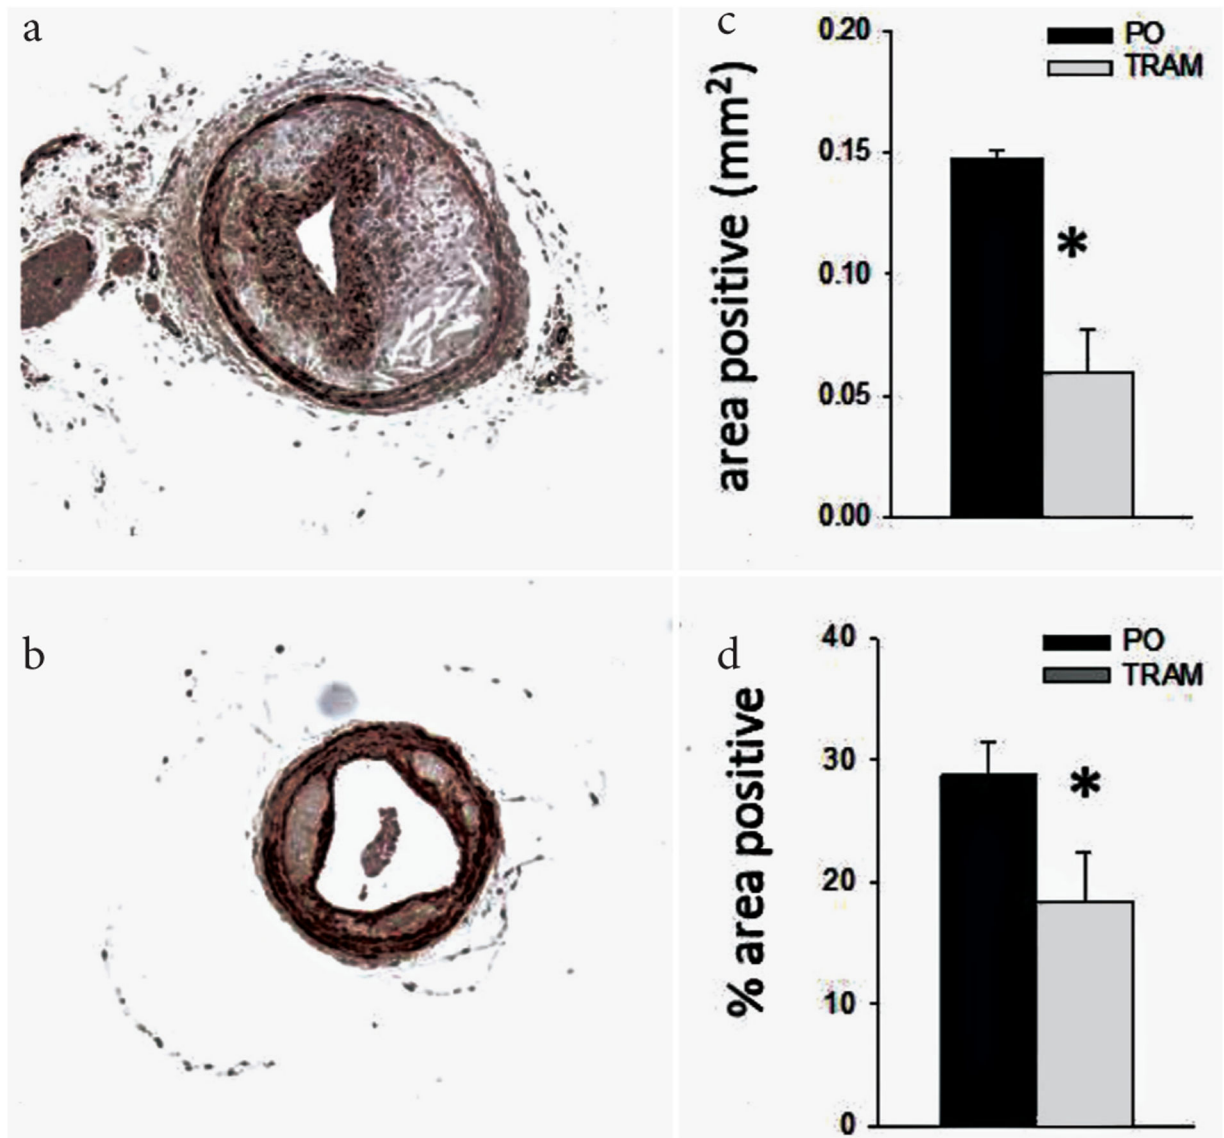 a
c
PO
TRAM
area positive (mm²)
0.20
0.15
0.10
0.05
0.00
*
b
d
PO
TRAM
% area positive
40
30
20
10
0
*